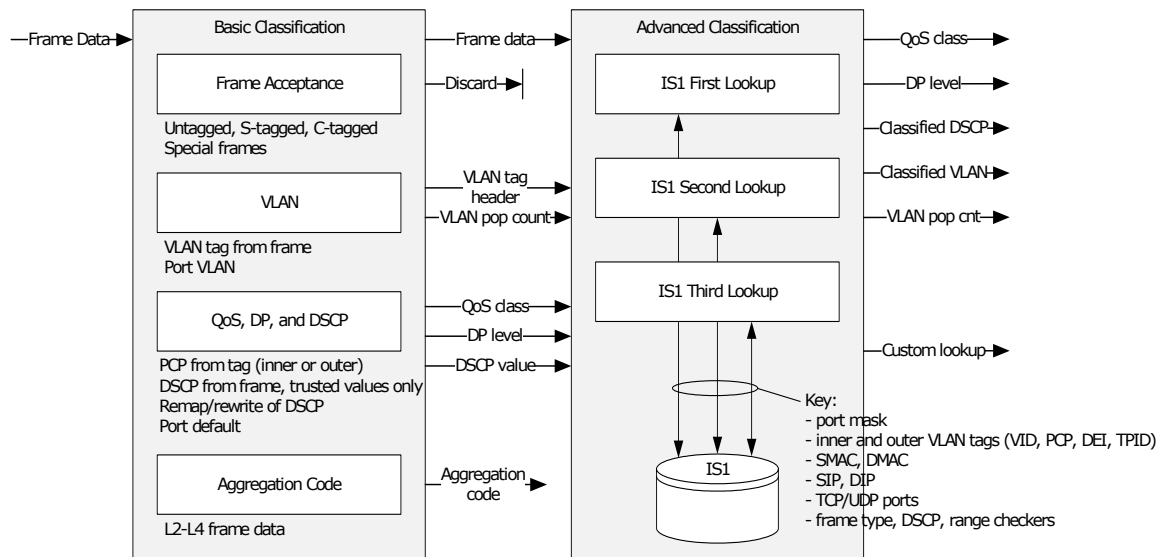 Basic Classification
Advanced Classification
Frame Data
Frame data
QoS class
Frame Acceptance
Discard
IS1 First Lookup
DP level
Untagged, S-tagged, C-tagged
Special frames
Classified DSCP
VLAN
VLAN tag
header
VLAN pop count
IS1 Second Lookup
Classified VLAN
VLAN pop cnt
VLAN tag from frame
Port VLAN
IS1 Third Lookup
QoS, DP, and DSCP
QoS class
DP level
DSCP value
Custom lookup
PCP from tag (inner or outer)
DSCP from frame, trusted values only
Remap/rewrite of DSCP
Port default
Key:
- port mask
- inner and outer VLAN tags (VID, PCP, DEI, TPID)
- SMAC, DMAC
- SIP, DIP
- TCP/UDP ports
- frame type, DSCP, range checkers
IS1
Aggregation Code
Aggregation
code
L2-L4 frame data